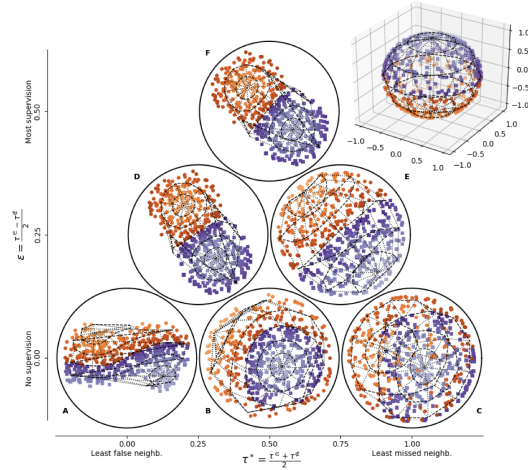 F
1.0
0.5
0.0
−0.5
−1.0
−1.0
−0.5
0.0
0.5
1.0
−1.0
−0.5
0.0
0.5
1.0
Most supervision
0.50
D
E
ε = (τ^∈ − τ^∉)/2
0.25
No supervision
0.00
A
B
C
0.00
0.25
0.50
0.75
1.00
Least false neighb.
Least missed neighb.
τ* = (τ^∈ + τ^∉)/2